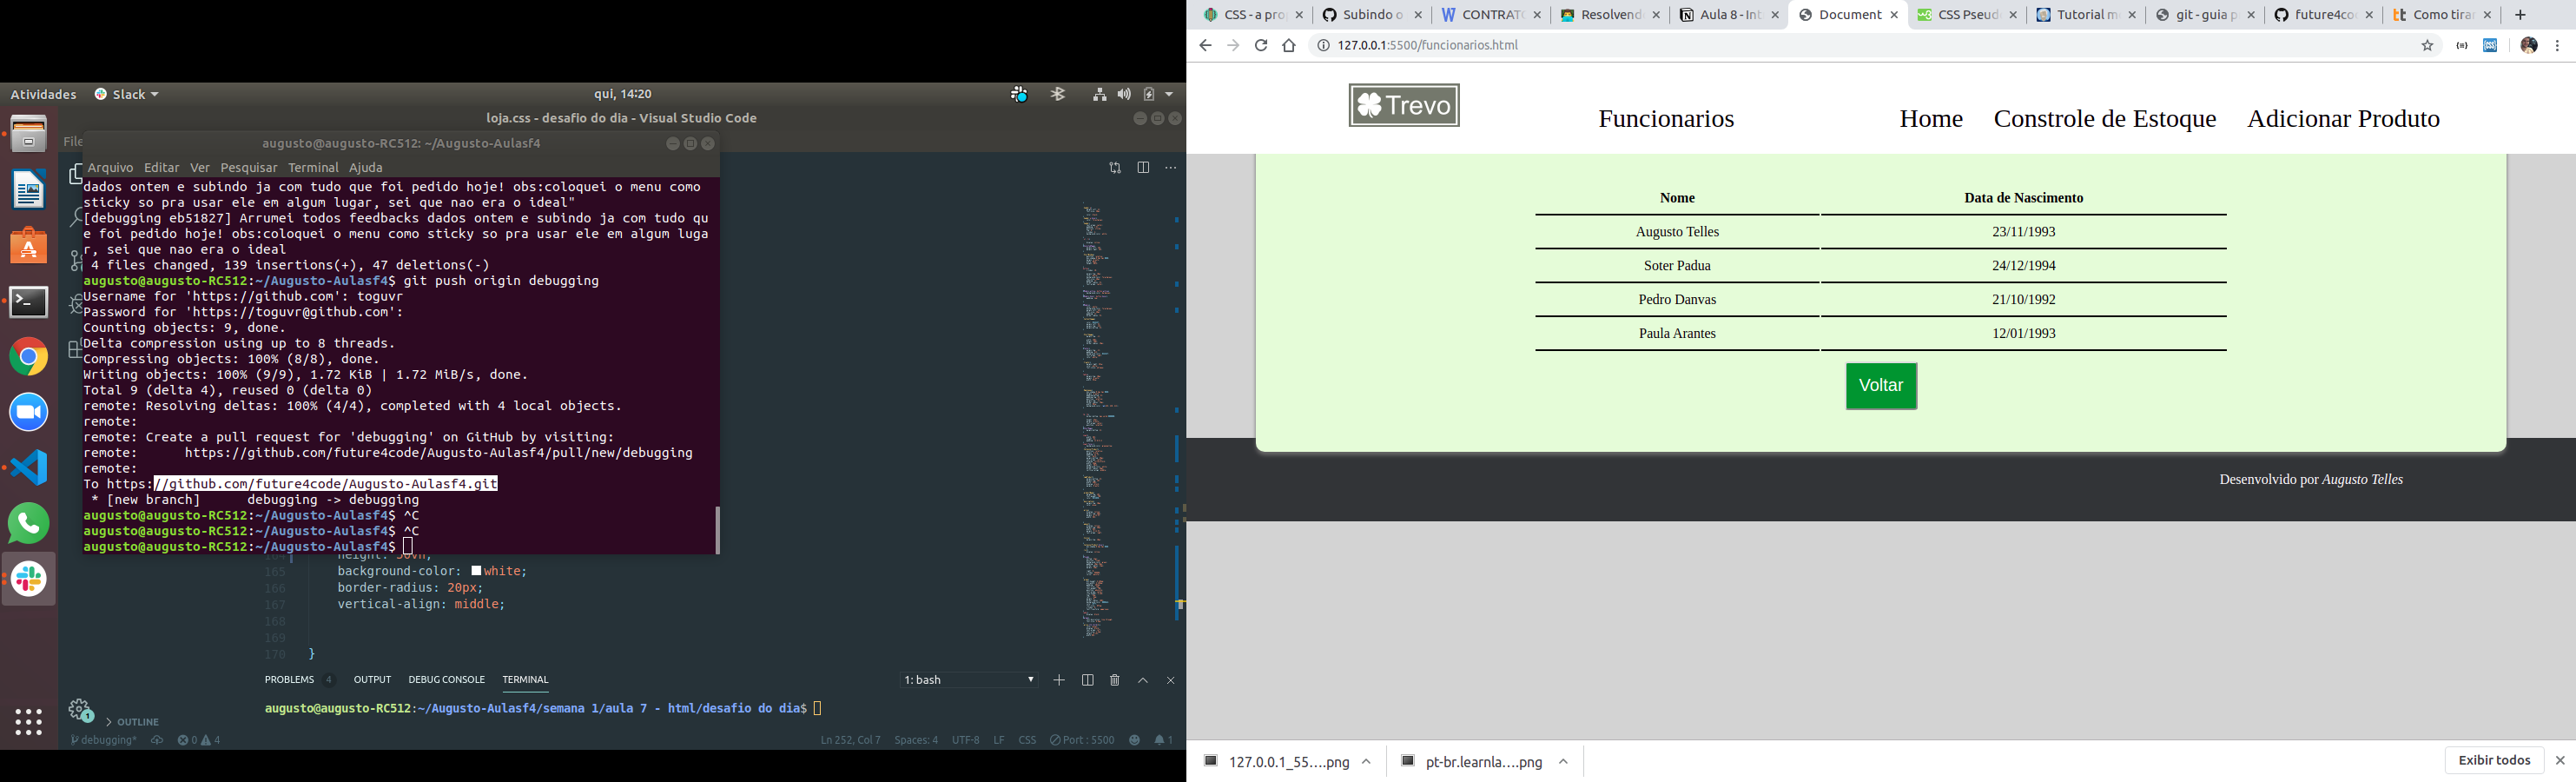 Atividades Slack qui, 14:20
loja.css - desafio do dia - Visual Studio Code
File
augusto@augusto-RC512: ~/Augusto-Aulasf4
Arquivo Editar Ver Pesquisar Terminal Ajuda
dados ontem e subindo ja com tudo que foi pedido hoje! obs:coloquei o menu como
sticky so pra usar ele em algum lugar, sei que nao era o ideal"
[debugging eb51827] Arrumei todos feedbacks dados ontem e subindo ja com tudo qu
e foi pedido hoje! obs:coloquei o menu como sticky so pra usar ele em algum luga
r, sei que nao era o ideal
4 files changed, 139 insertions(+), 47 deletions(-)
augusto@augusto-RC512:~/Augusto-Aulasf4$ git push origin debugging
Username for 'https://github.com': toguvr
Password for 'https://toguvr@github.com':
Counting objects: 9, done.
Delta compression using up to 8 threads.
Compressing objects: 100% (8/8), done.
Writing objects: 100% (9/9), 1.72 KiB | 1.72 MiB/s, done.
Total 9 (delta 4), reused 0 (delta 0)
remote: Resolving deltas: 100% (4/4), completed with 4 local objects.
remote:
remote: Create a pull request for 'debugging' on GitHub by visiting:
remote:      https://github.com/future4code/Augusto-Aulasf4/pull/new/debugging
remote:
To https://github.com/future4code/Augusto-Aulasf4.git
* [new branch]      debugging -> debugging
augusto@augusto-RC512:~/Augusto-Aulasf4$ ^C
augusto@augusto-RC512:~/Augusto-Aulasf4$ ^C
augusto@augusto-RC512:~/Augusto-Aulasf4$
165 background-color: white;
166 border-radius: 20px;
167 vertical-align: middle;
168
169
170 }
PROBLEMS 4 OUTPUT DEBUG CONSOLE TERMINAL 1: bash
augusto@augusto-RC512:~/Augusto-Aulasf4/semana 1/aula 7 - html/desafio do dia$
1 OUTLINE
debugging* 0 4 Ln 252, Col 7 Spaces: 4 UTF-8 LF CSS Port : 5500 1
CSS - a pro Subindo o CONTRATO Resolvend Aula 8 - Int Document CSS Pseud Tutorial m git - guia p future4co Como tirar
127.0.0.1:5500/funcionarios.html
Trevo Funcionarios Home Constrole de Estoque Adicionar Produto
Nome Data de Nascimento
Augusto Telles 23/11/1993
Soter Padua 24/12/1994
Pedro Danvas 21/10/1992
Paula Arantes 12/01/1993
Voltar
Desenvolvido por Augusto Telles
127.0.0.1_55....png pt-br.learnla....png Exibir todos